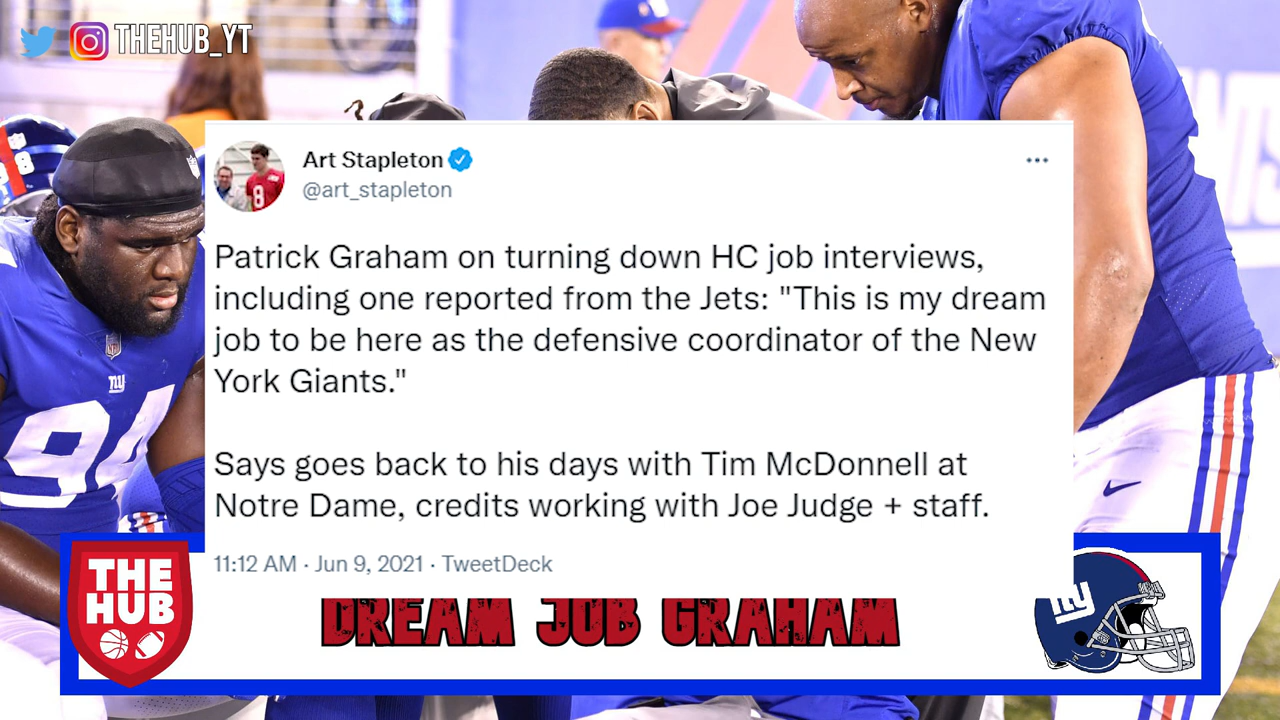 THEHUB_YT
Art Stapleton
@art_stapleton
Patrick Graham on turning down HC job interviews,
including one reported from the Jets: "This is my dream
job to be here as the defensive coordinator of the New
York Giants."
Says goes back to his days with Tim McDonnell at
Notre Dame, credits working with Joe Judge + staff.
11:12 AM · Jun 9, 2021 · TweetDeck
DREAM JOB GRAHAM
THE
HUB
ny
ny
8